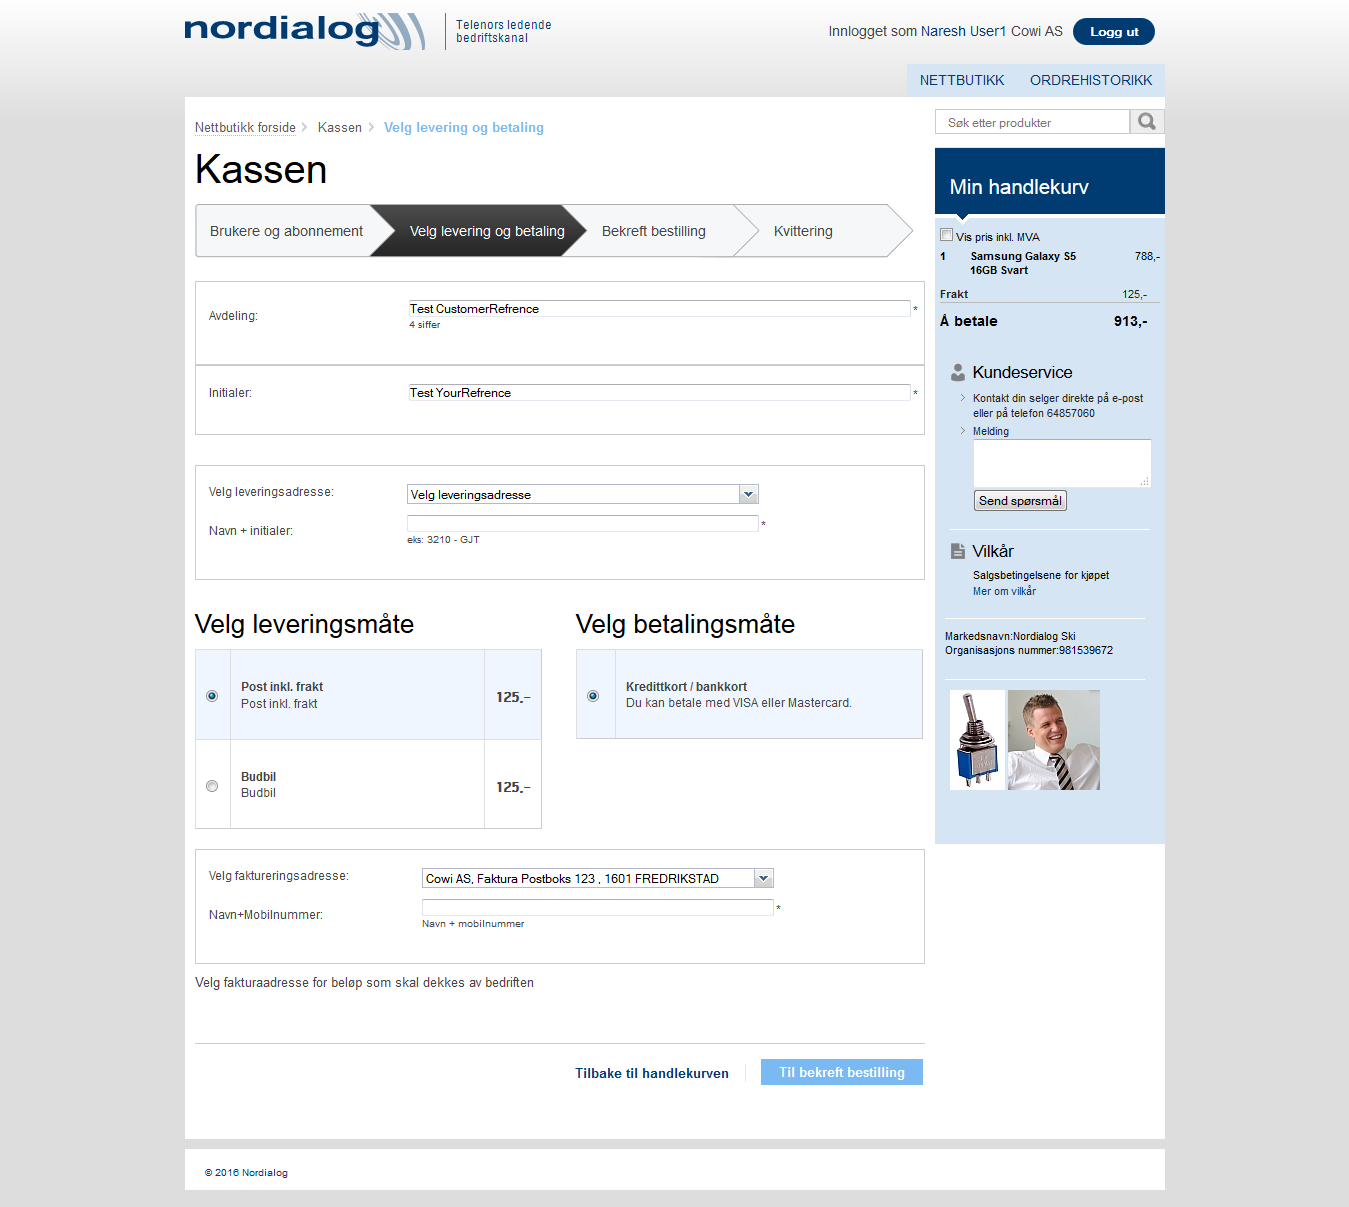 nordialog
Telenors ledende
bedriftskanal
Innlogget som Naresh User1 Cowi AS
Logg ut
NETTBUTIKK
ORDREHISTORIKK
Nettbutikk forside
Kassen
Velg levering og betaling
Søk etter produkter
Kassen
Brukere og abonnement
Velg levering og betaling
Bekreft bestilling
Kvittering
Avdeling:
Test CustomerRefrence
*
4 siffer
Initialer:
Test YourRefrence
*
Velg leveringsadresse:
Velg leveringsadresse
Navn + initialer:
*
eks: 3210 - GJT
Velg leveringsmåte
Post inkl. frakt
Post inkl. frakt
125,-
Budbil
Budbil
125,-
Velg betalingsmåte
Kredittkort / bankkort
Du kan betale med VISA eller Mastercard.
Velg faktureringsadresse:
Cowi AS, Faktura Postboks 123 , 1601 FREDRIKSTAD
Navn+Mobilnummer:
*
Navn + mobilnummer
Velg fakturaadresse for beløp som skal dekkes av bedriften
Tilbake til handlekurven
Til bekreft bestilling
Min handlekurv
Vis pris inkl. MVA
1 Samsung Galaxy S5 788,-
16GB Svart
Frakt 125,-
Å betale 913,-
Kundeservice
Kontakt din selger direkte på e-post
eller på telefon 64857060
Melding
Send spørsmål
Vilkår
Salgsbetingelsene for kjøpet
Mer om vilkår
Markedsnavn:Nordialog Ski
Organisasjons nummer:981539672
© 2016 Nordialog